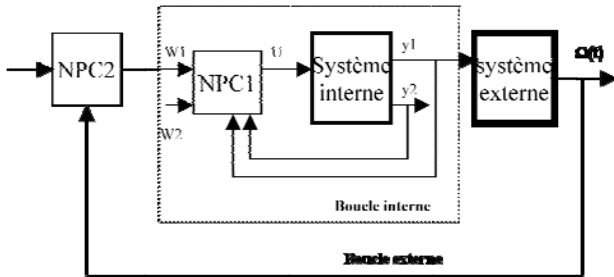 NPC2
W1
NPC1
W2
U
Système
interne
y1
y2
système
externe
Ω(t)
Boucle interne
Boucle externe